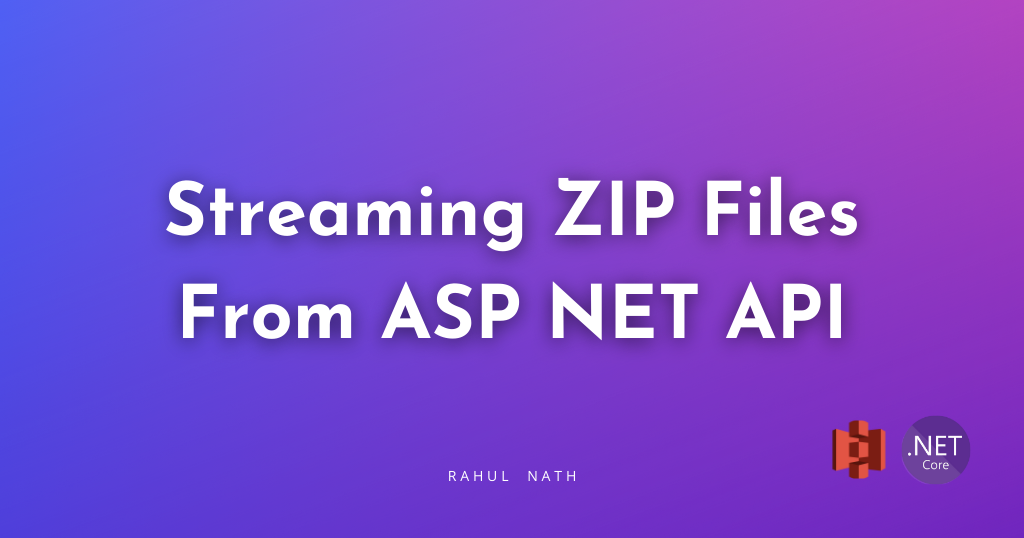 Streaming ZIP Files
From ASP NET API
.NET
Core
RAHUL NATH